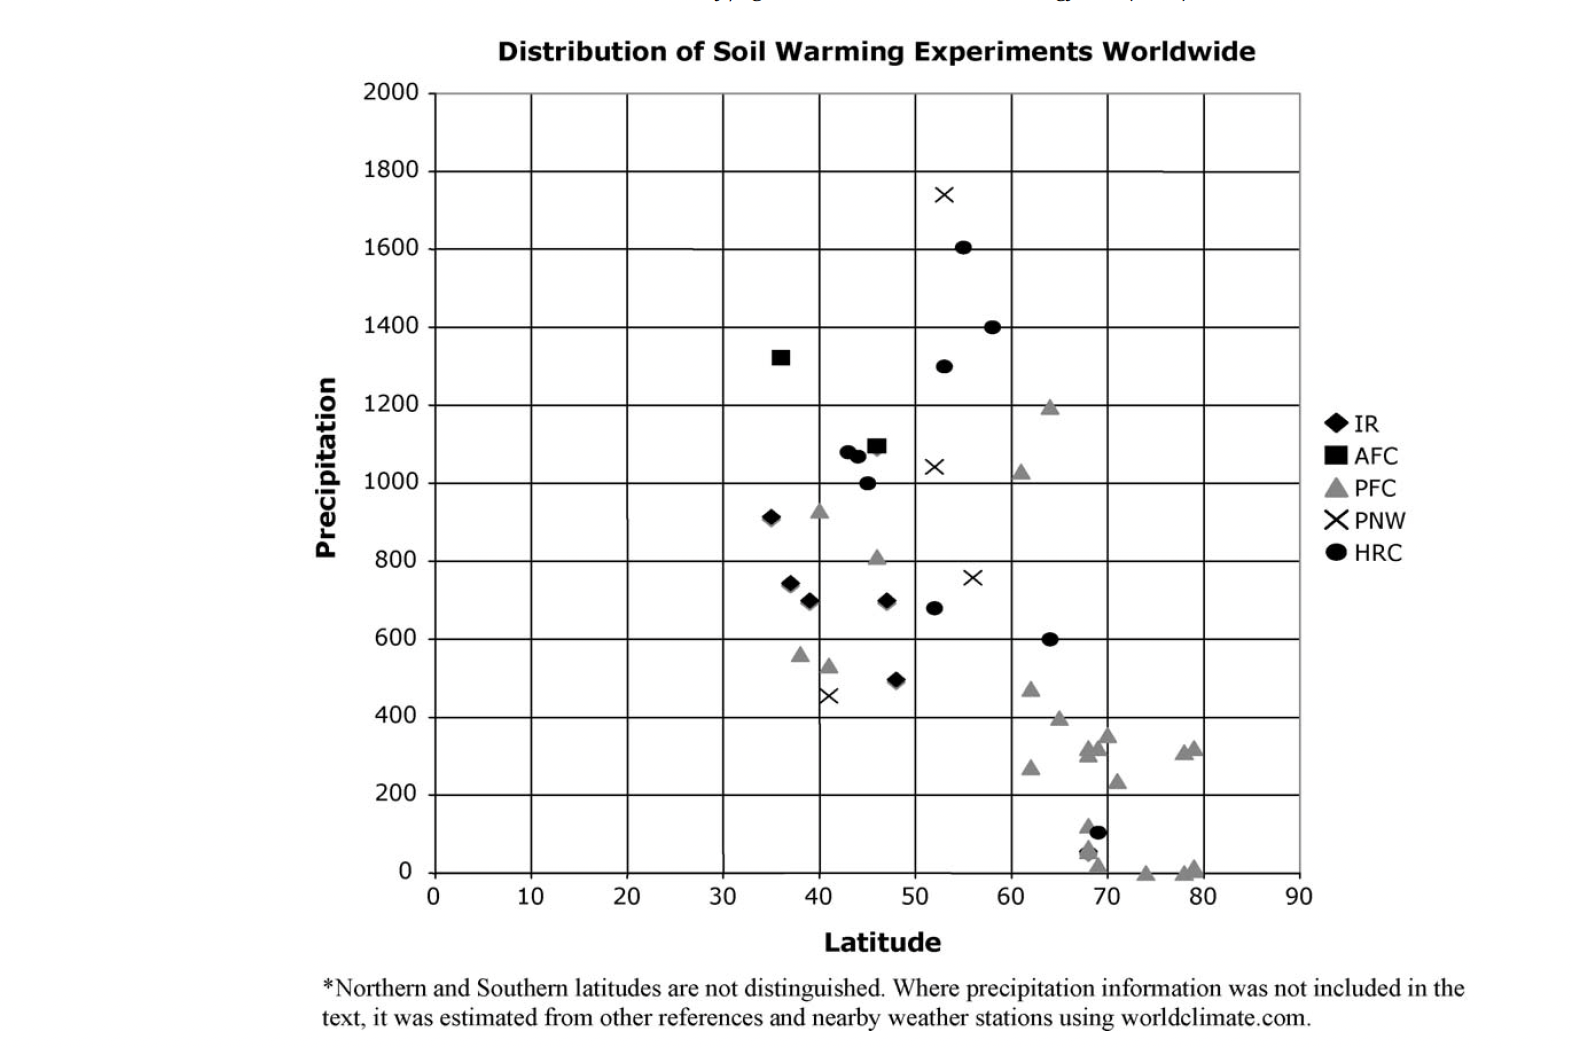 Distribution of Soil Warming Experiments Worldwide
2000
1800
1600
1400
1200
1000
800
600
400
200
0
Precipitation
0 10 20 30 40 50 60 70 80 90
Latitude
IR
AFC
PFC
PNW
HRC
*Northern and Southern latitudes are not distinguished. Where precipitation information was not included in the
text, it was estimated from other references and nearby weather stations using worldclimate.com.